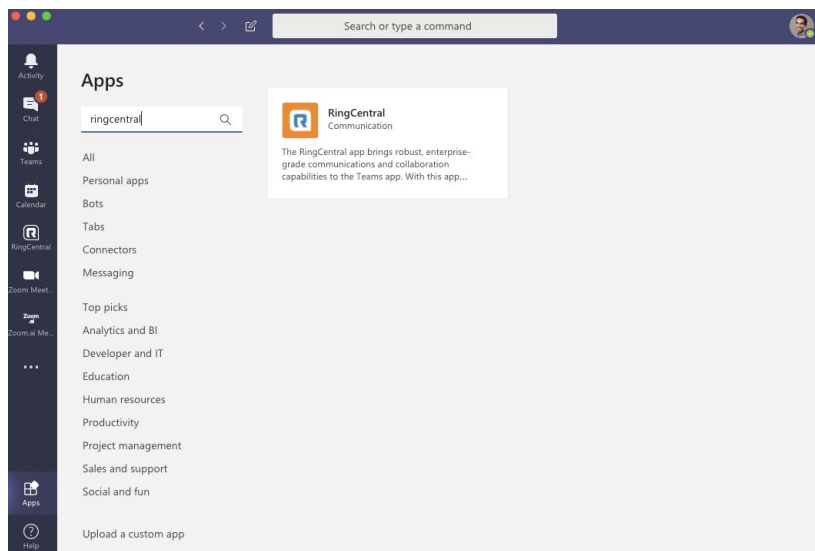 Search or type a command
Activity
1
Chat
Teams
Calendar
RingCentral
Zoom Meet...
Zoom
.ai
Zoom.ai Me...
Apps
Help
Apps
ringcentral
All
Personal apps
Bots
Tabs
Connectors
Messaging
Top picks
Analytics and BI
Developer and IT
Education
Human resources
Productivity
Project management
Sales and support
Social and fun
Upload a custom app
RingCentral
Communication
The RingCentral app brings robust, enterprise-
grade communications and collaboration
capabilities to the Teams app. With this app...